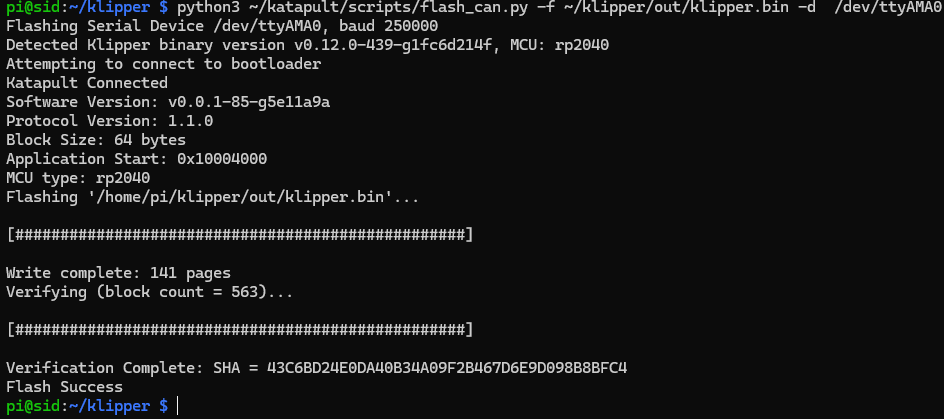 pi@sid:~/klipper $ python3 ~/katapult/scripts/flash_can.py -f ~/klipper/out/klipper.bin -d  /dev/ttyAMA0
Flashing Serial Device /dev/ttyAMA0, baud 250000
Detected Klipper binary version v0.12.0-439-g1fc6d214f, MCU: rp2040
Attempting to connect to bootloader
Katapult Connected
Software Version: v0.0.1-85-g5e11a9a
Protocol Version: 1.1.0
Block Size: 64 bytes
Application Start: 0x10004000
MCU type: rp2040
Flashing '/home/pi/klipper/out/klipper.bin'...
[##################################################]
Write complete: 141 pages
Verifying (block count = 563)...
[##################################################]
Verification Complete: SHA = 43C6BD24E0DA40B34A09F2B467D6E9D098B8BFC4
Flash Success
pi@sid:~/klipper $